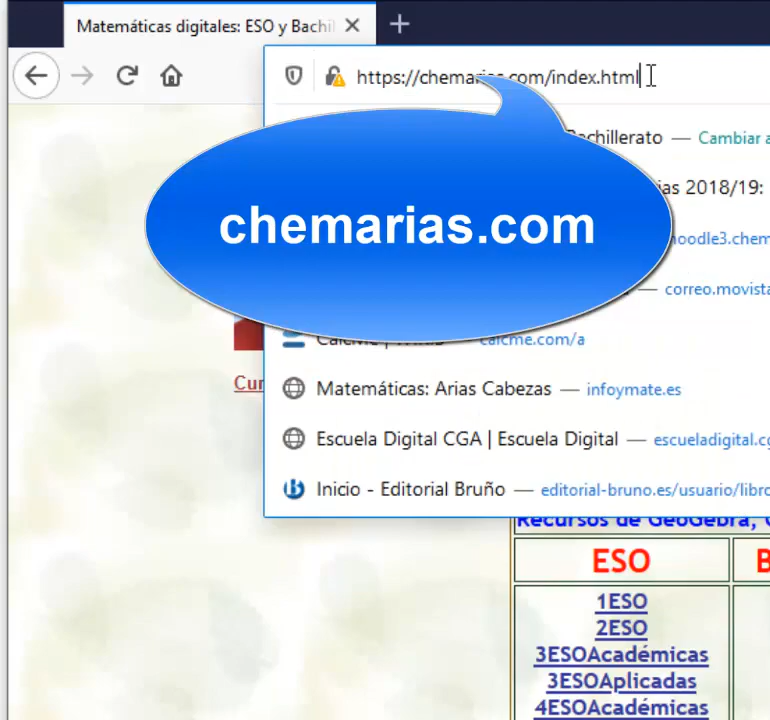 Matemáticas digitales: ESO y Bachil
https://chemarias.com/index.html
Bachillerato — Cambiar a
chemarias.com
ias 2018/19:
moodle3.chem
— correo.movista
calcme.com/a
Cur
Matemáticas: Arias Cabezas — infoymate.es
Escuela Digital CGA | Escuela Digital — escueladigital.cg
Inicio - Editorial Bruño — editorial-bruno.es/usuario/libro
Recursos de GeoGebra,
ESO
B
1ESO
2ESO
3ESOAcadémicas
3ESOAplicadas
4ESOAcadémicas